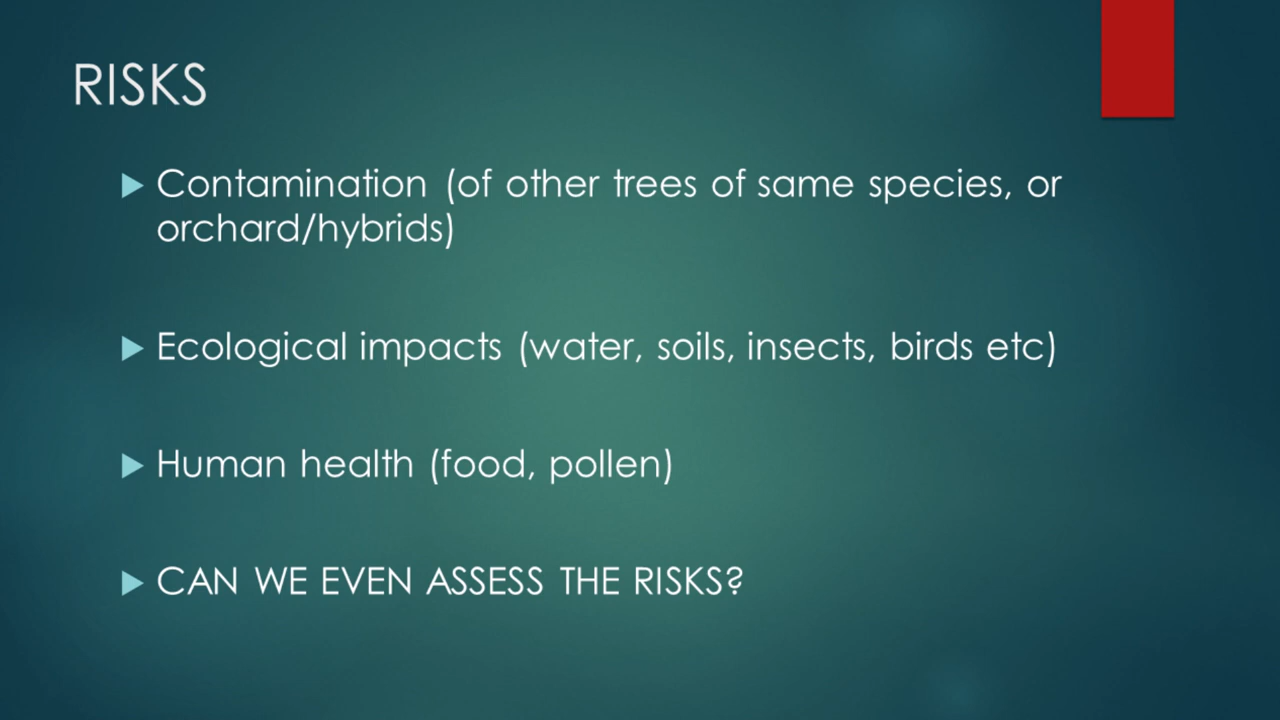 RISKS
Contamination (of other trees of same species, or
orchard/hybrids)
Ecological impacts (water, soils, insects, birds etc)
Human health (food, pollen)
CAN WE EVEN ASSESS THE RISKS?